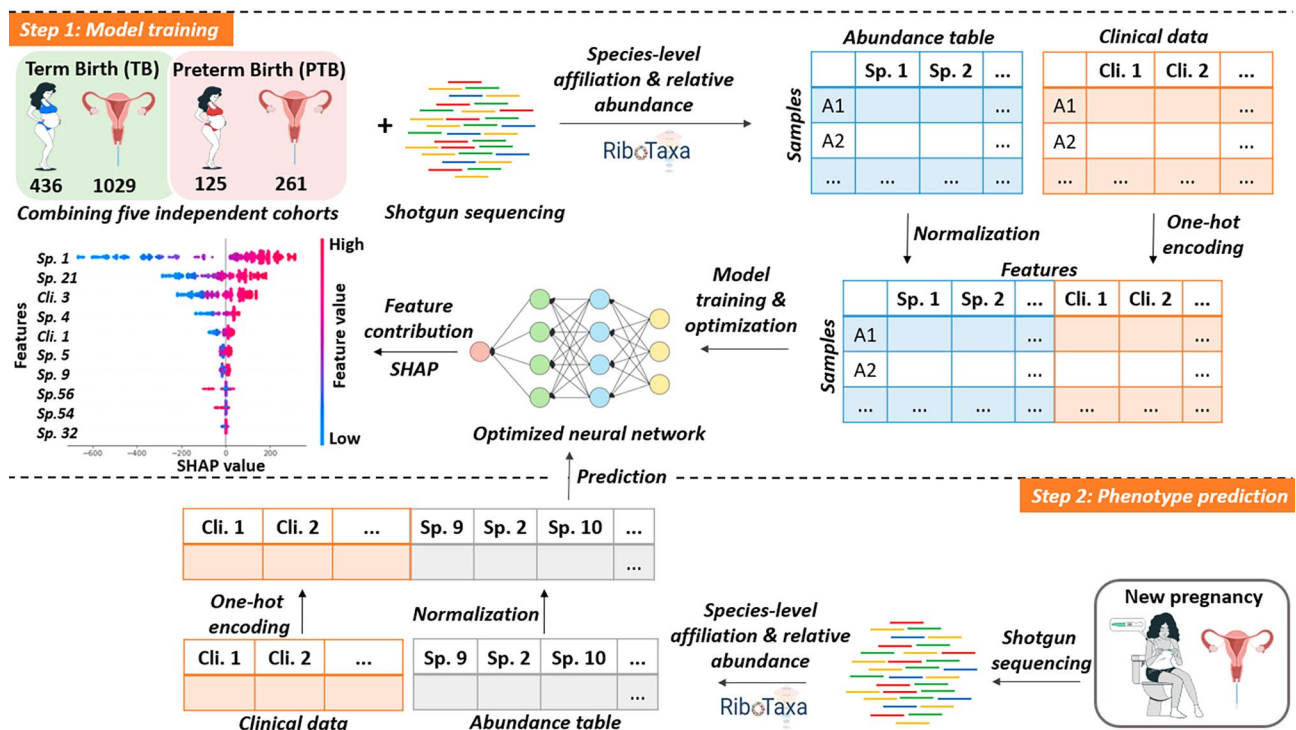 Step 1: Model training
Term Birth (TB)
Preterm Birth (PTB)
436
1029
125
261
Combining five independent cohorts
+
Shotgun sequencing
Species-level
affiliation & relative
abundance
RiboTaxa
Abundance table
Sp. 1 Sp. 2 ...
A1 ...
A2 ...
... ... ... ...
Samples
Clinical data
Cli. 1 Cli. 2 ...
A1 ...
A2 ...
... ... ... ...
Normalization
One-hot
encoding
Features
Sp. 1 Sp. 2 ... Cli. 1 Cli. 2 ...
A1 ... ...
A2 ... ...
... ... ... ... ... ... ...
Samples
Model
training &
optimization
Optimized neural network
Feature
contribution
SHAP
High
Feature value
Low
Features
Sp. 1
Sp. 21
Cli. 3
Sp. 4
Cli. 1
Sp. 5
Sp. 9
Sp.56
Sp.54
Sp. 32
-600 -400 -200 0 200
SHAP value
Prediction
Step 2: Phenotype prediction
Cli. 1 Cli. 2 ... Sp. 9 Sp. 2 Sp. 10 ...
...
One-hot
encoding
Normalization
Cli. 1 Cli. 2 ...
Clinical data
Sp. 9 Sp. 2 Sp. 10 ...
...
Abundance table
Species-level
affiliation & relative
abundance
RiboTaxa
Shotgun
sequencing
New pregnancy